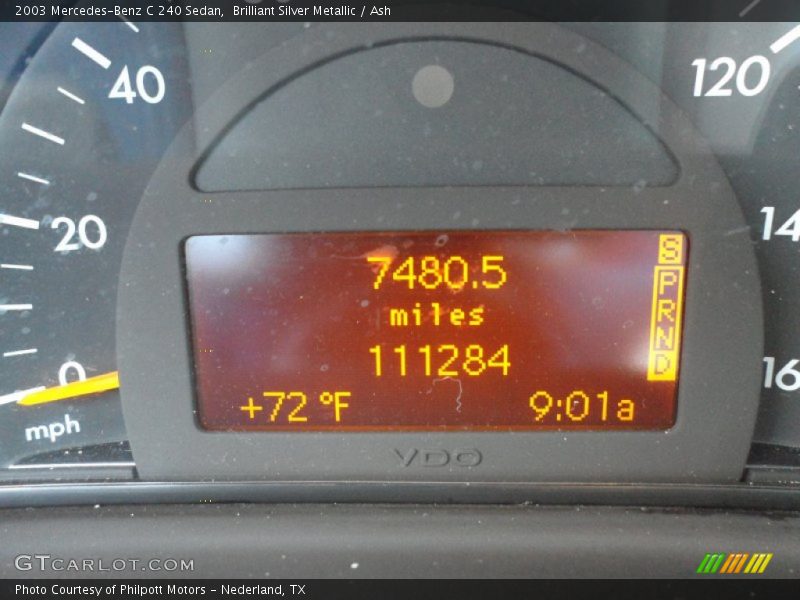 2003 Mercedes-Benz C 240 Sedan, Brilliant Silver Metallic / Ash
40
120
20
14
7480.5
miles
111284
+72 °F
9:01a
S
P
R
N
D
0
16
mph
VDO
GTCARLOT.COM
Photo Courtesy of Philpott Motors - Nederland, TX